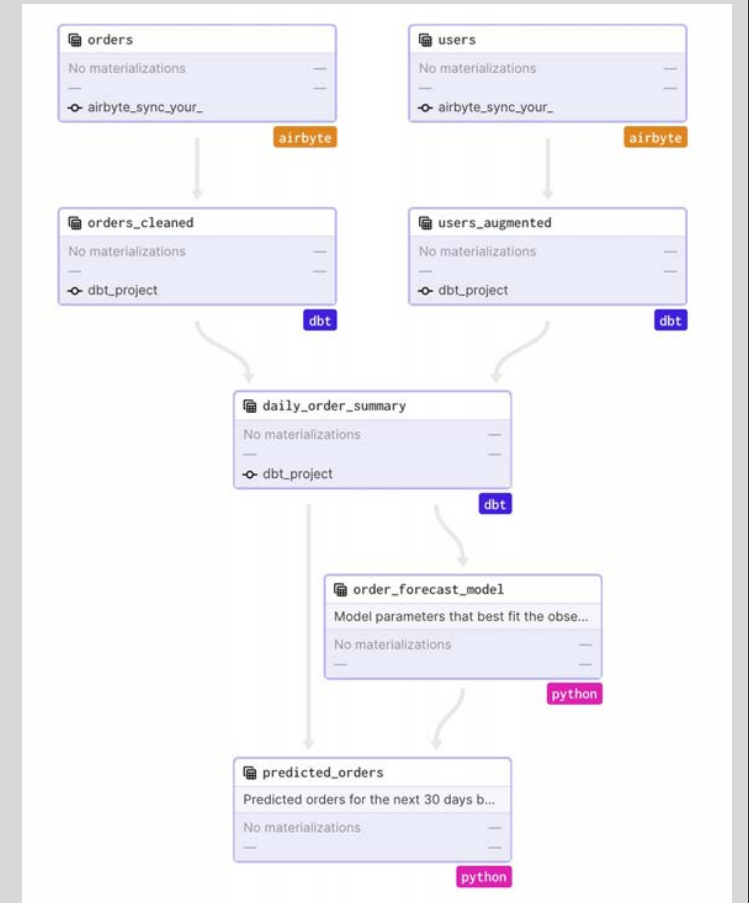 orders
No materializations —
— —
airbyte_sync_your_
airbyte
users
No materializations —
— —
airbyte_sync_your_
airbyte
orders_cleaned
No materializations —
— —
dbt_project
dbt
users_augmented
No materializations —
— —
dbt_project
dbt
daily_order_summary
No materializations —
— —
dbt_project
dbt
order_forecast_model
Model parameters that best fit the obse...
No materializations —
— —
python
predicted_orders
Predicted orders for the next 30 days b...
No materializations —
— —
python